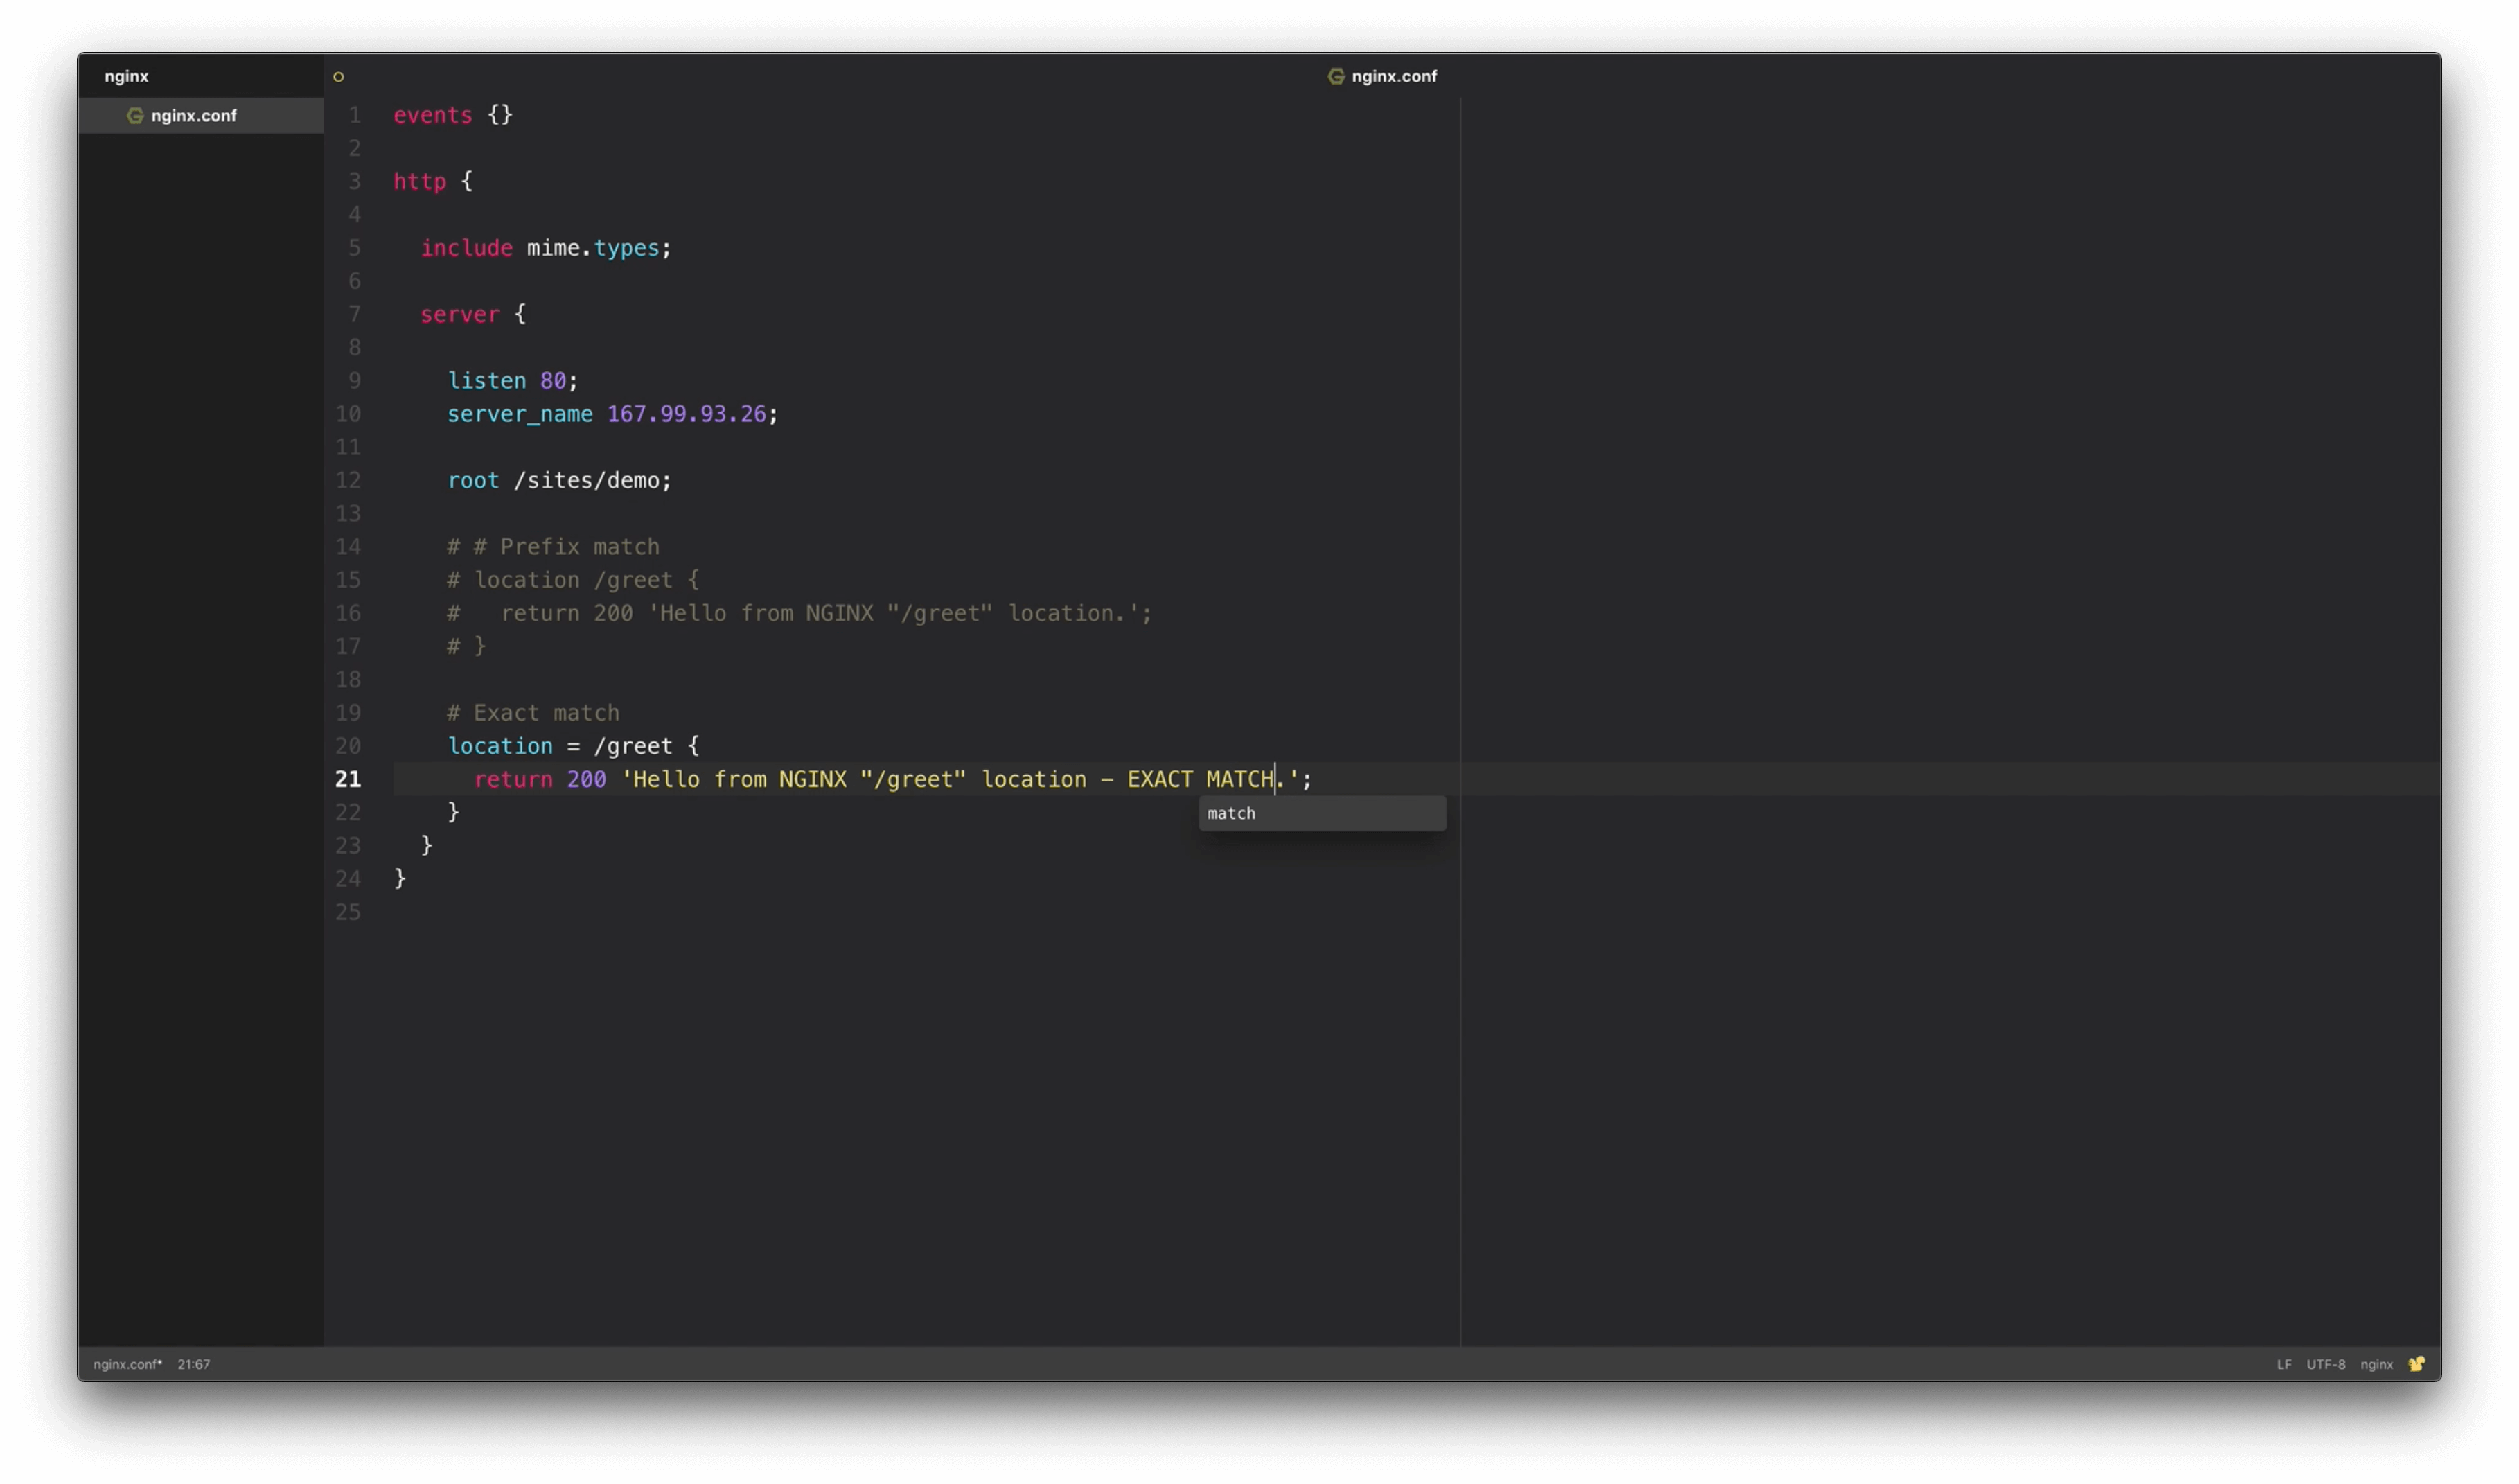 nginx
nginx.conf
nginx.conf
1 events {}
2
3 http {
4
5   include mime.types;
6
7   server {
8
9     listen 80;
10     server_name 167.99.93.26;
11
12     root /sites/demo;
13
14     # # Prefix match
15     # location /greet {
16     #   return 200 'Hello from NGINX "/greet" location.';
17     # }
18
19     # Exact match
20     location = /greet {
21       return 200 'Hello from NGINX "/greet" location - EXACT MATCH.';
match
22     }
23   }
24 }
25
nginx.conf* 21:67 LF UTF-8 nginx